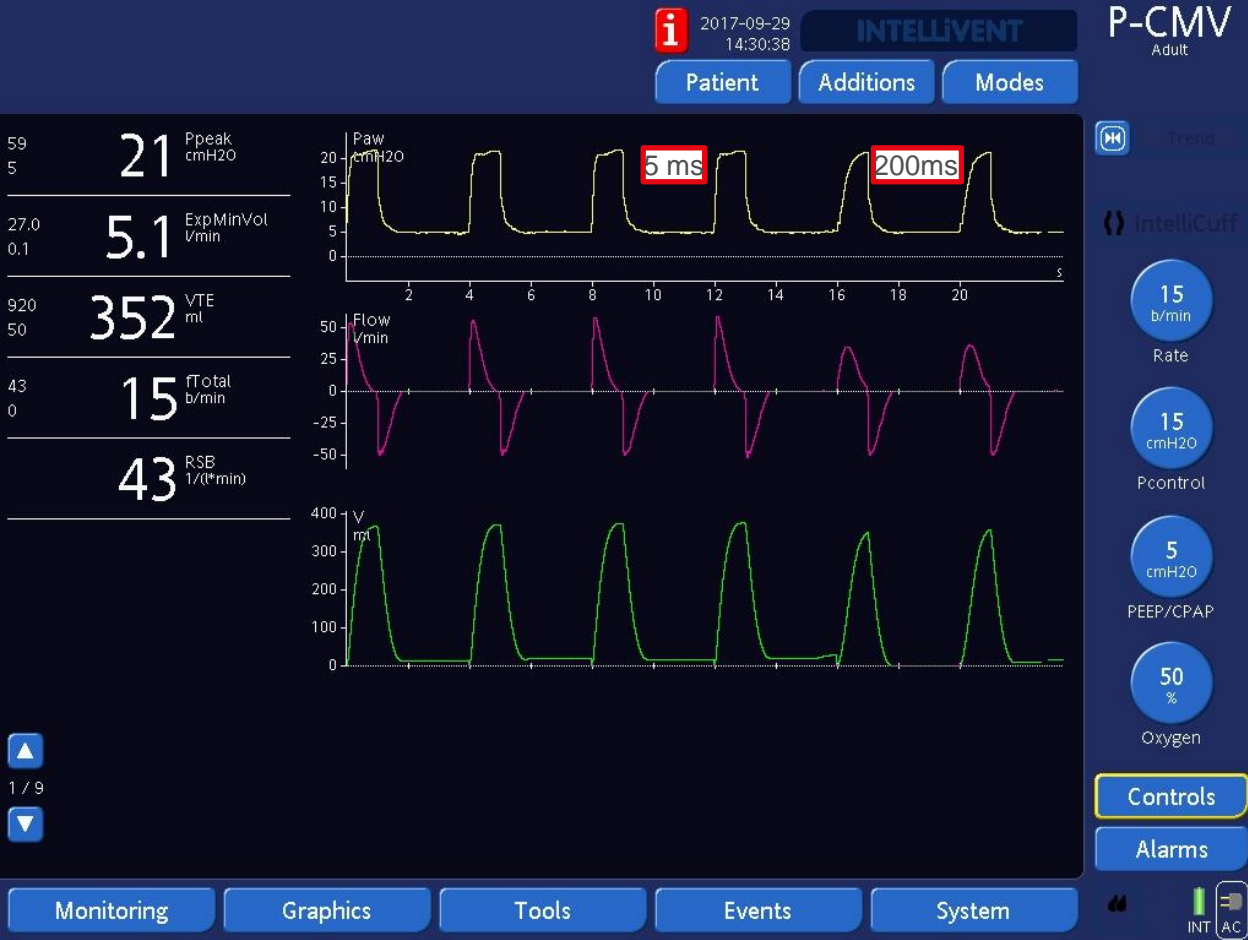 2017-09-29
14:30:38
INTELLiVENT
P-CMV
Adult
Patient
Additions
Modes
59
5
21
Ppeak
cmH2O
27.0
0.1
5.1
ExpMinVol
l/min
920
50
352
VTE
ml
43
0
15
fTotal
b/min
43
RSB
1/(l*min)
Paw
cmH2O
20
15
10
5
0
5 ms
200ms
s
2 4 6 8 10 12 14 16 18 20
Flow
l/min
50
25
0
-25
-50
V
ml
400
300
200
100
0
Trend
IntelliCuff
15
b/min
Rate
15
cmH2O
Pcontrol
5
cmH2O
PEEP/CPAP
50
%
Oxygen
Controls
Alarms
1 / 9
Monitoring
Graphics
Tools
Events
System
INT
AC